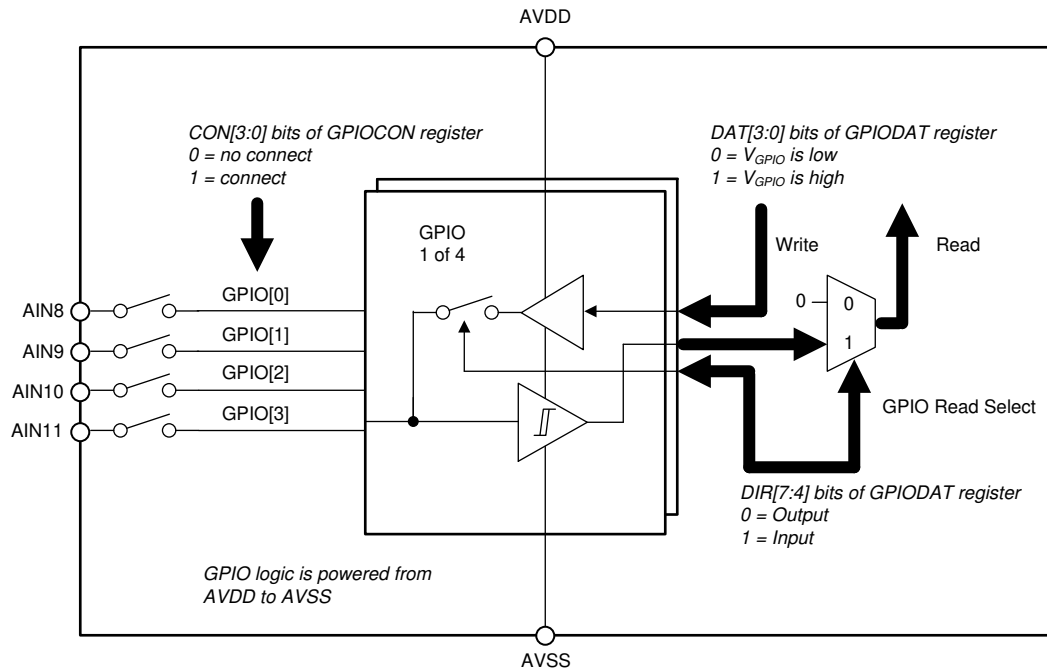 AVDD
CON[3:0] bits of GPIOCON register
0 = no connect
1 = connect
DAT[3:0] bits of GPIODAT register
0 = VGPIO is low
1 = VGPIO is high
GPIO
1 of 4
Write
Read
AIN8
GPIO[0]
0
0
AIN9
GPIO[1]
1
AIN10
GPIO[2]
GPIO Read Select
AIN11
GPIO[3]
DIR[7:4] bits of GPIODAT register
0 = Output
1 = Input
GPIO logic is powered from
AVDD to AVSS
AVSS